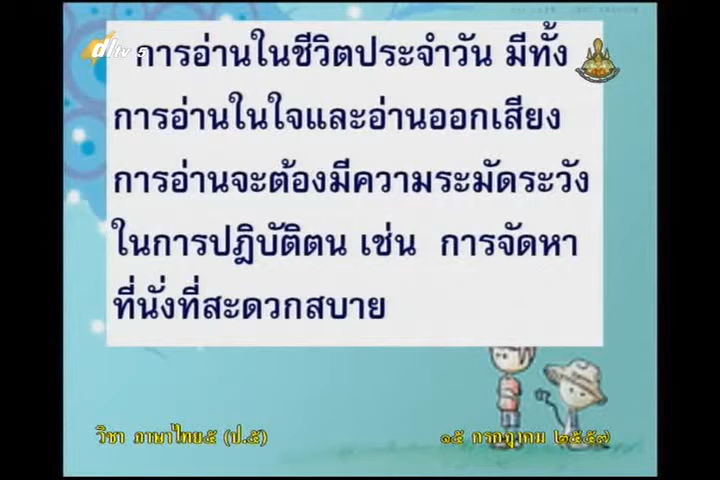 dltv 5
การอ่านในชีวิตประจำวัน มีทั้ง
การอ่านในใจและอ่านออกเสียง
การอ่านจะต้องมีความระมัดระวัง
ในการปฏิบัติตน เช่น การจัดหา
ที่นั่งที่สะดวกสบาย
วิชา ภาษาไทย๕ (ป.๕)
๑๕ กรกฎาคม ๒๕๕๗